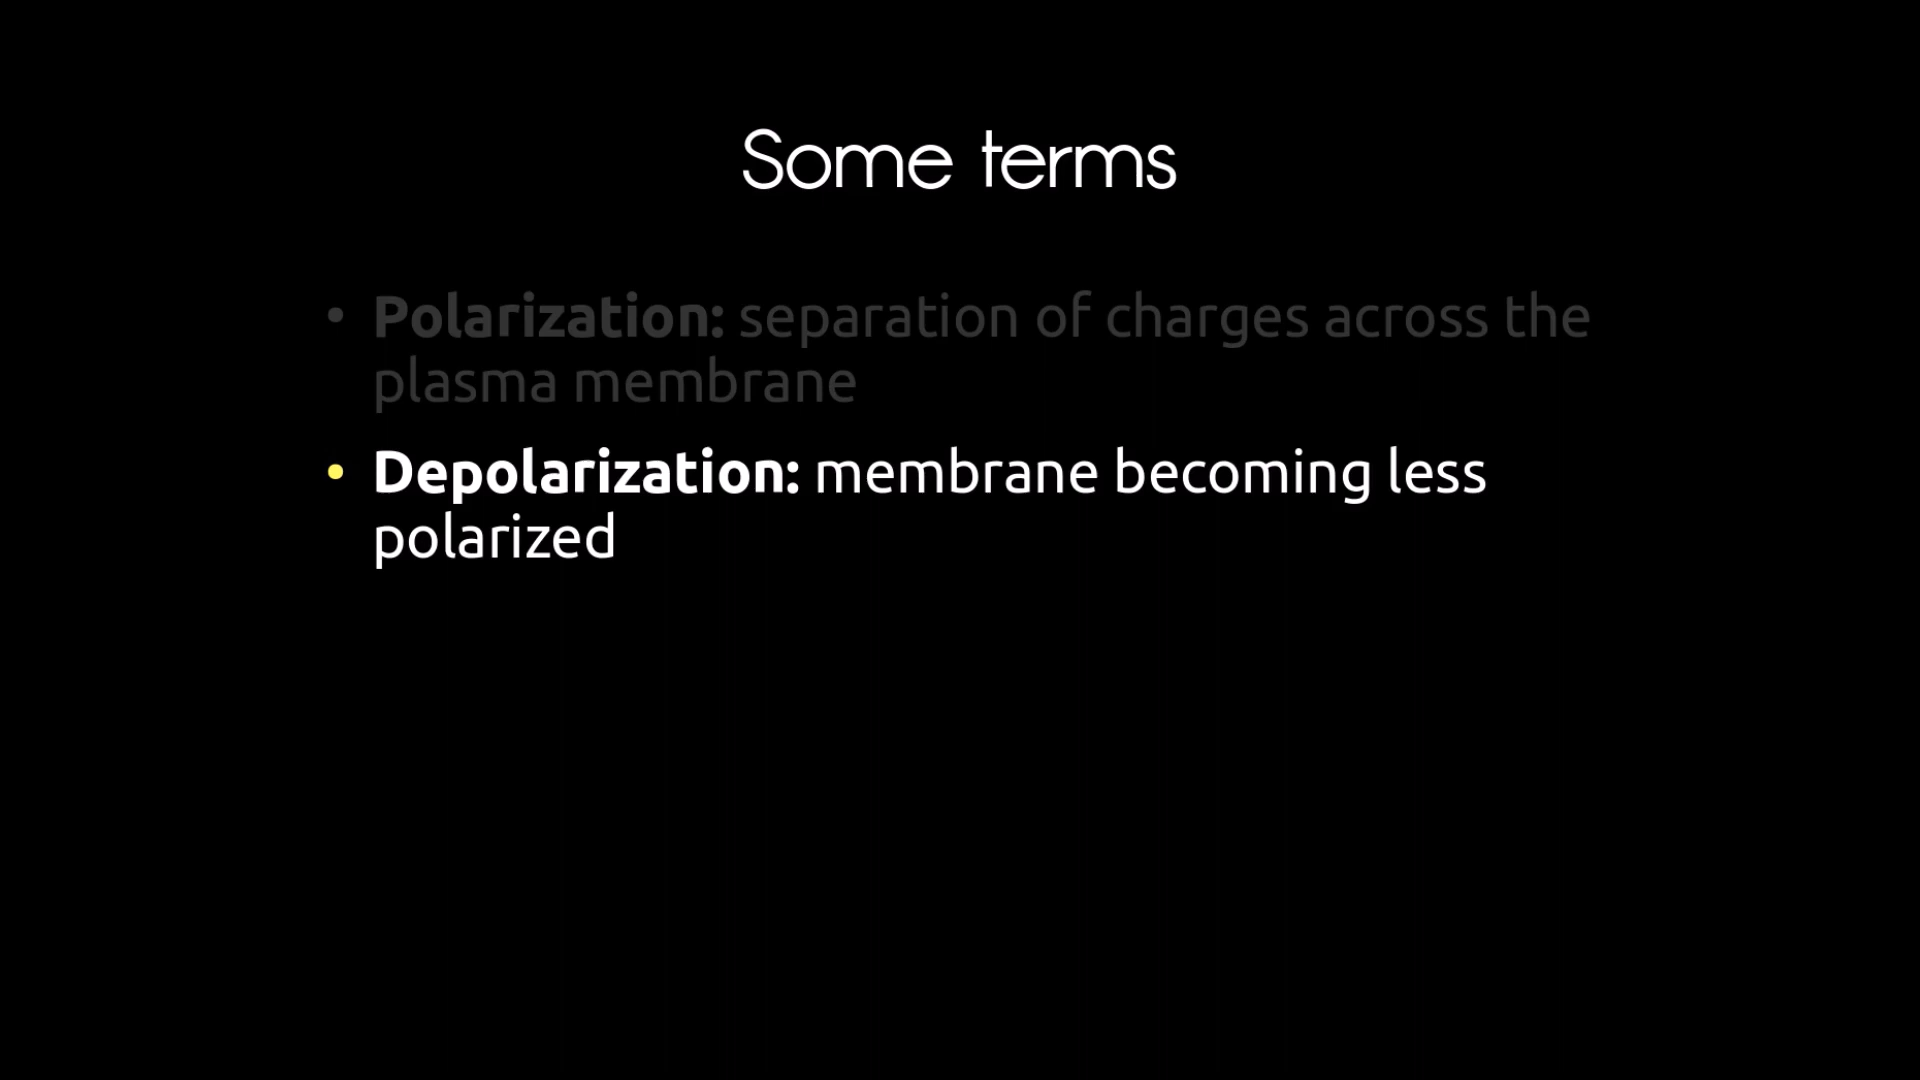 Some terms
• Polarization: separation of charges across the
plasma membrane
• Depolarization: membrane becoming less
polarized